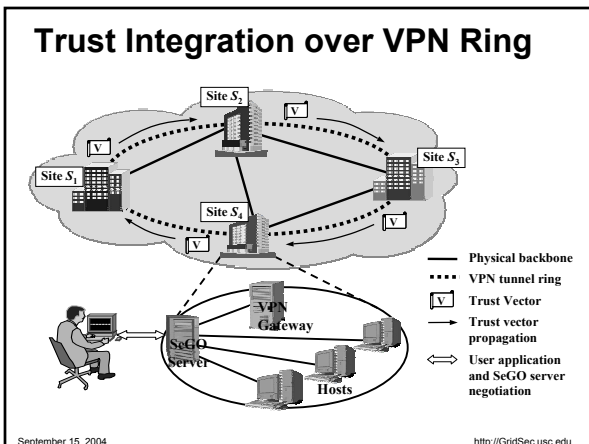 Trust Integration over VPN Ring
Site S2
V
V
Site S3
Site S1
Site S4
V
V
Physical backbone
VPN tunnel ring
V
Trust Vector
Trust vector
propagation
User application
and SeGO server
negotiation
VPN
Gateway
SeGO
Server
Hosts
September 15, 2004
http://GridSec.usc.edu